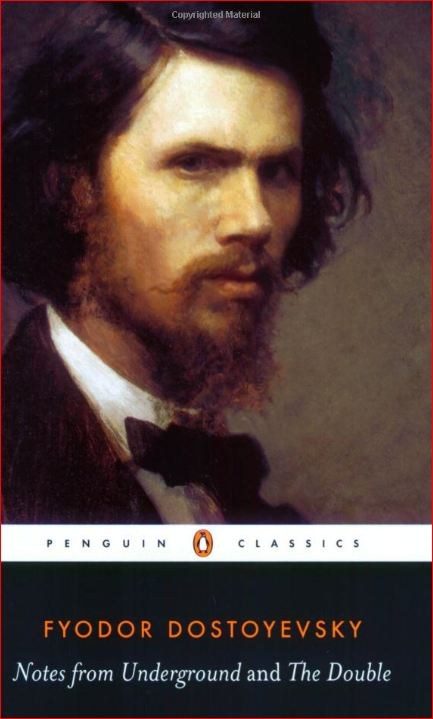 Copyrighted Material
PENGUIN CLASSICS
FYODOR DOSTOYEVSKY
Notes from Underground and The Double